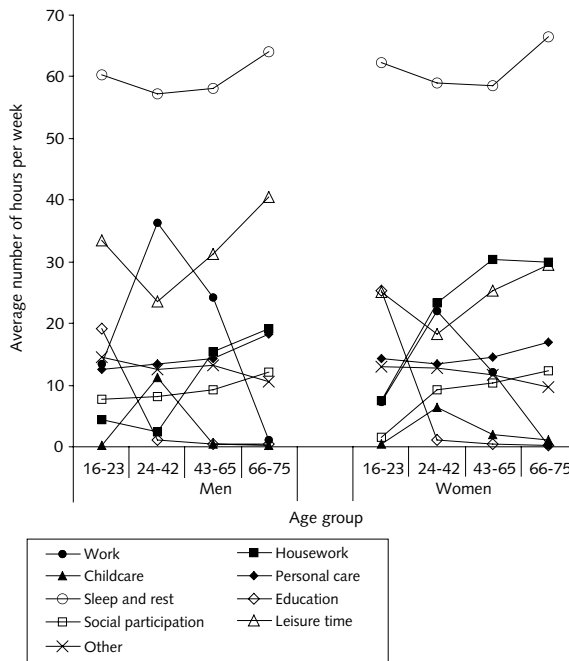 70
60
50
40
30
20
10
0
Average number of hours per week
16-23 24-42 43-65 66-75 16-23 24-42 43-65 66-75
Men Women
Age group
Work Housework
Childcare Personal care
Sleep and rest Education
Social participation Leisure time
Other